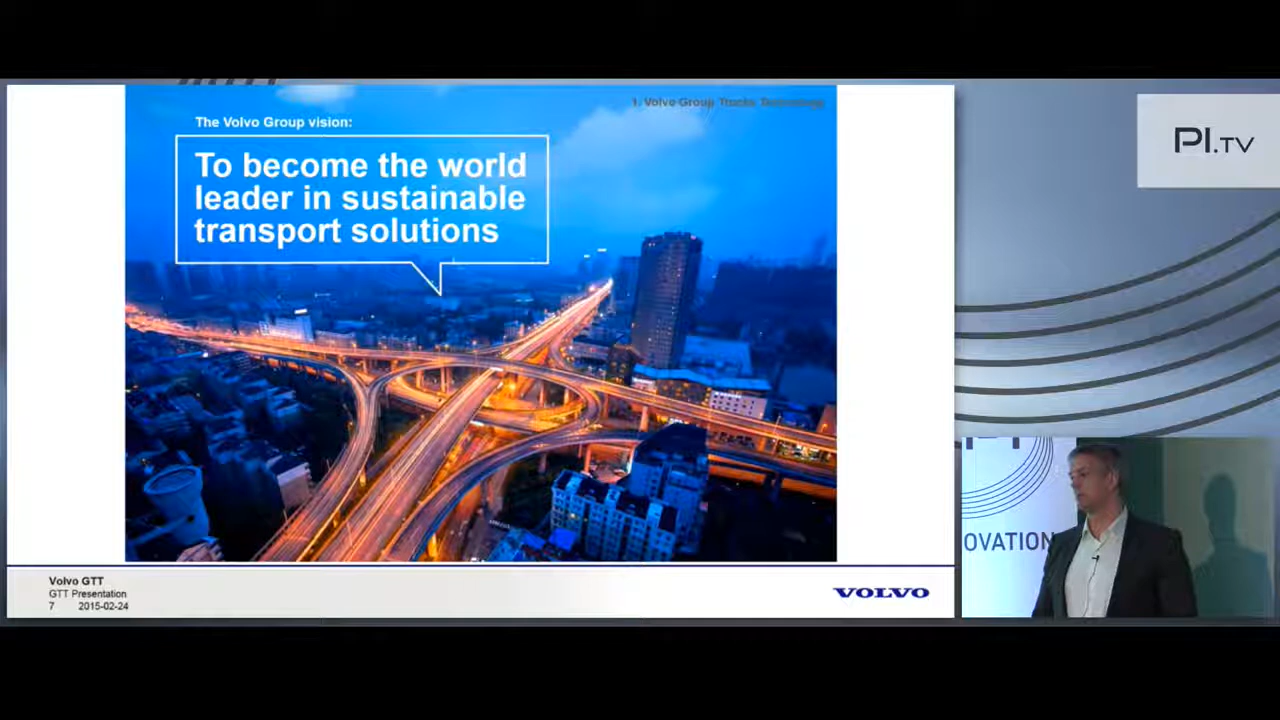 1. Volvo Group Trucks Technology
The Volvo Group vision:
To become the world
leader in sustainable
transport solutions
PI.TV
OVATION
Volvo GTT
GTT Presentation
7 2015-02-24
VOLVO